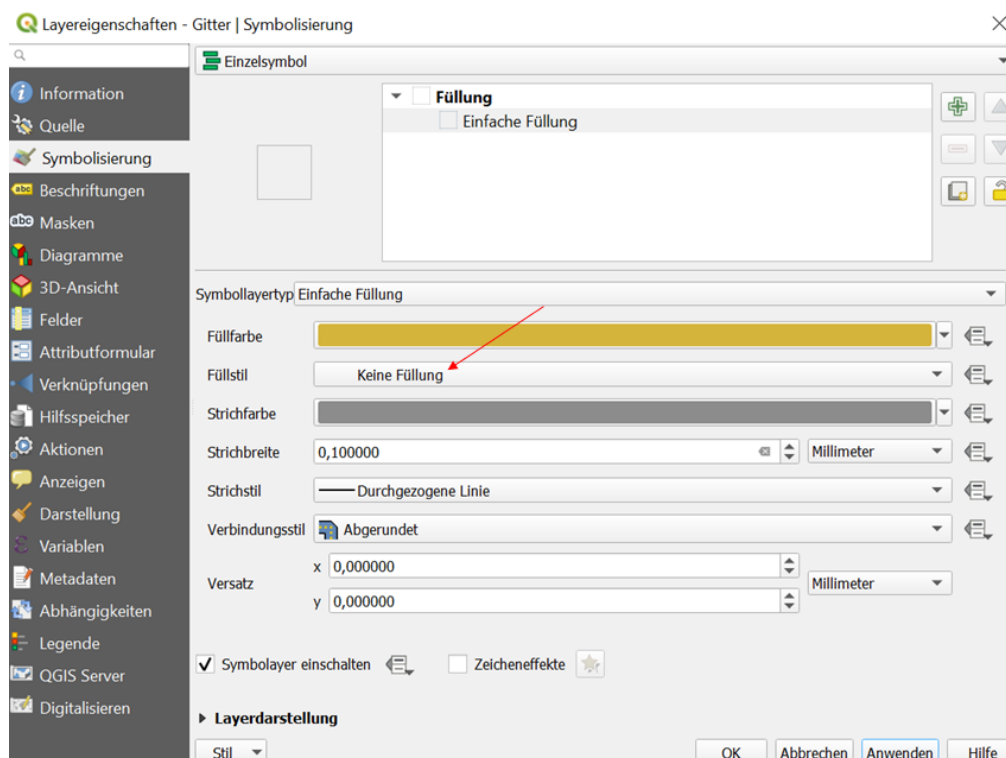 Layereigenschaften - Gitter | Symbolisierung
Einzelsymbol
Information
Quelle
Symbolisierung
abc Beschriftungen
abc Masken
Diagramme
3D-Ansicht
Felder
Attributformular
Verknüpfungen
Hilfsspeicher
Aktionen
Anzeigen
Darstellung
Variablen
Metadaten
Abhängigkeiten
Legende
QGIS Server
Digitalisieren
Füllung
Einfache Füllung
Symbollayertyp Einfache Füllung
Füllfarbe
Füllstil Keine Füllung
Strichfarbe
Strichbreite 0,100000 Millimeter
Strichstil Durchgezogene Linie
Verbindungsstil Abgerundet
Versatz x 0,000000 Millimeter
y 0,000000
Symbolayer einschalten Zeicheneffekte
Layerdarstellung
Stil OK Abbrechen Anwenden Hilfe